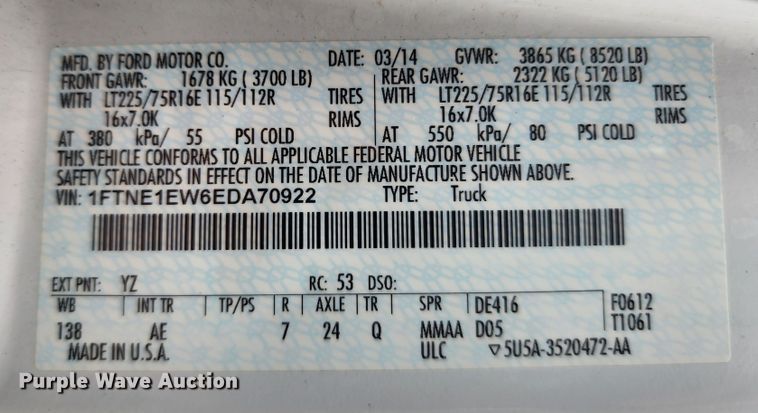 MFD. BY FORD MOTOR CO. DATE: 03/14 GVWR: 3865 KG ( 8520 LB)
FRONT GAWR: 1678 KG ( 3700 LB) REAR GAWR: 2322 KG ( 5120 LB)
WITH LT225/75R16E 115/112R TIRES WITH LT225/75R16E 115/112R TIRES
16x7.0K RIMS 16x7.0K RIMS
AT 380 kPa/ 55 PSI COLD AT 550 kPa/ 80 PSI COLD
THIS VEHICLE CONFORMS TO ALL APPLICABLE FEDERAL MOTOR VEHICLE
SAFETY STANDARDS IN EFFECT ON THE DATE OF MANUFACTURE SHOWN ABOVE.
VIN: 1FTNE1EW6EDA70922 TYPE: Truck
EXT PNT: YZ RC: 53 DSO:
WB INT TR TP/PS R AXLE TR SPR DE416 F0612
138 AE 7 24 Q MMAA D05 T1061
MADE IN U.S.A. ULC ▽5U5A-3520472-AA
Purple Wave Auction